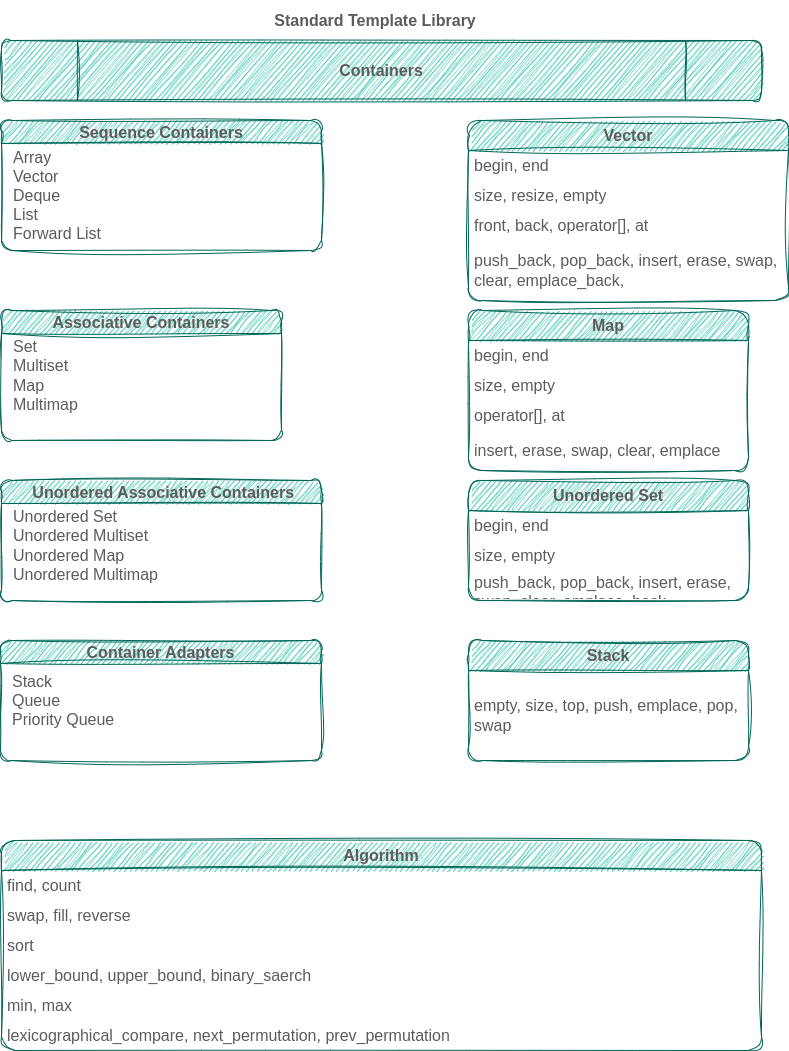 Standard Template Library
Containers
Sequence Containers
Array
Vector
Deque
List
Forward List
Vector
begin, end
size, resize, empty
front, back, operator[], at
push_back, pop_back, insert, erase, swap,
clear, emplace_back,
Associative Containers
Set
Multiset
Map
Multimap
Map
begin, end
size, empty
operator[], at
insert, erase, swap, clear, emplace
Unordered Associative Containers
Unordered Set
Unordered Multiset
Unordered Map
Unordered Multimap
Unordered Set
begin, end
size, empty
push_back, pop_back, insert, erase,
swap, clear, emplace_back
Container Adapters
Stack
Queue
Priority Queue
Stack
empty, size, top, push, emplace, pop,
swap
Algorithm
find, count
swap, fill, reverse
sort
lower_bound, upper_bound, binary_saerch
min, max
lexicographical_compare, next_permutation, prev_permutation